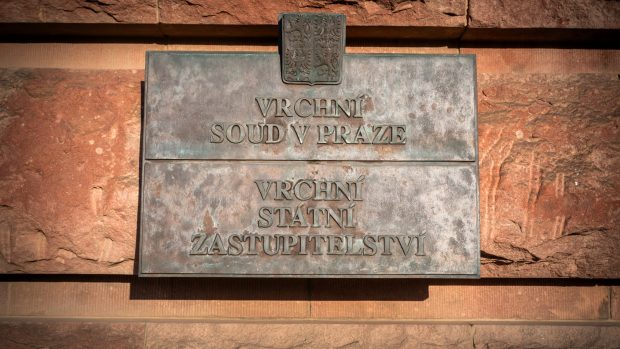 VRCHNÍ
SOUD V PRAZE
VRCHNÍ
STÁTNÍ
ZASTUPITELSTVÍ